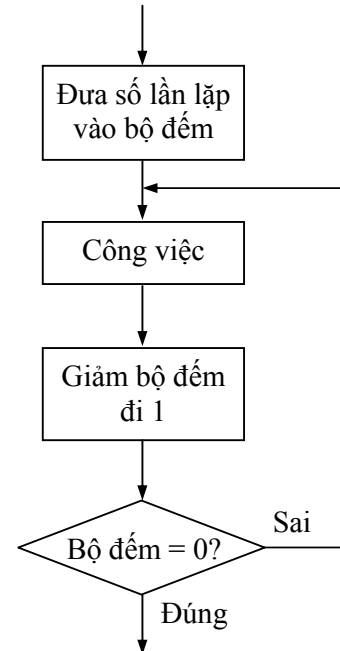 Đưa số lần lặp
vào bộ đếm
Công việc
Giảm bộ đếm
đi 1
Bộ đếm = 0?
Sai
Đúng